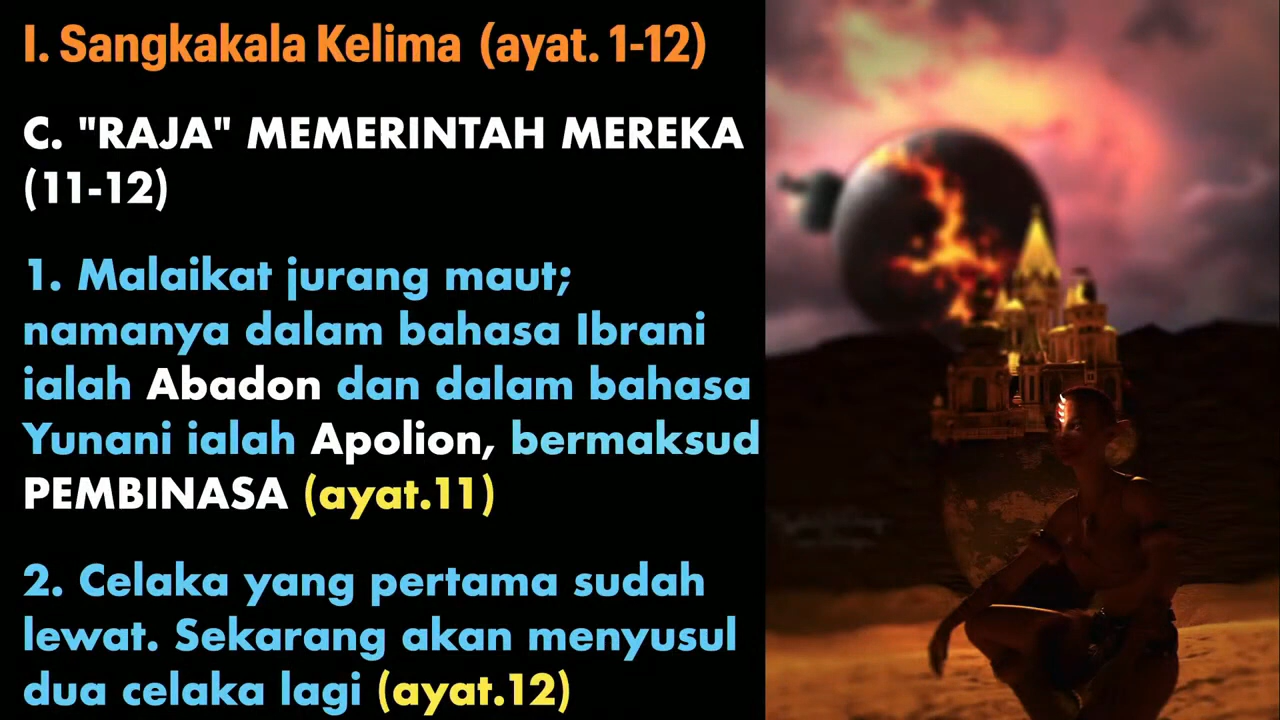 I. Sangkakala Kelima (ayat. 1-12)
C. "RAJA" MEMERINTAH MEREKA
(11-12)
1. Malaikat jurang maut;
namanya dalam bahasa Ibrani
ialah Abadon dan dalam bahasa
Yunani ialah Apolion, bermaksud
PEMBINASA (ayat.11)
2. Celaka yang pertama sudah
lewat. Sekarang akan menyusul
dua celaka lagi (ayat.12)